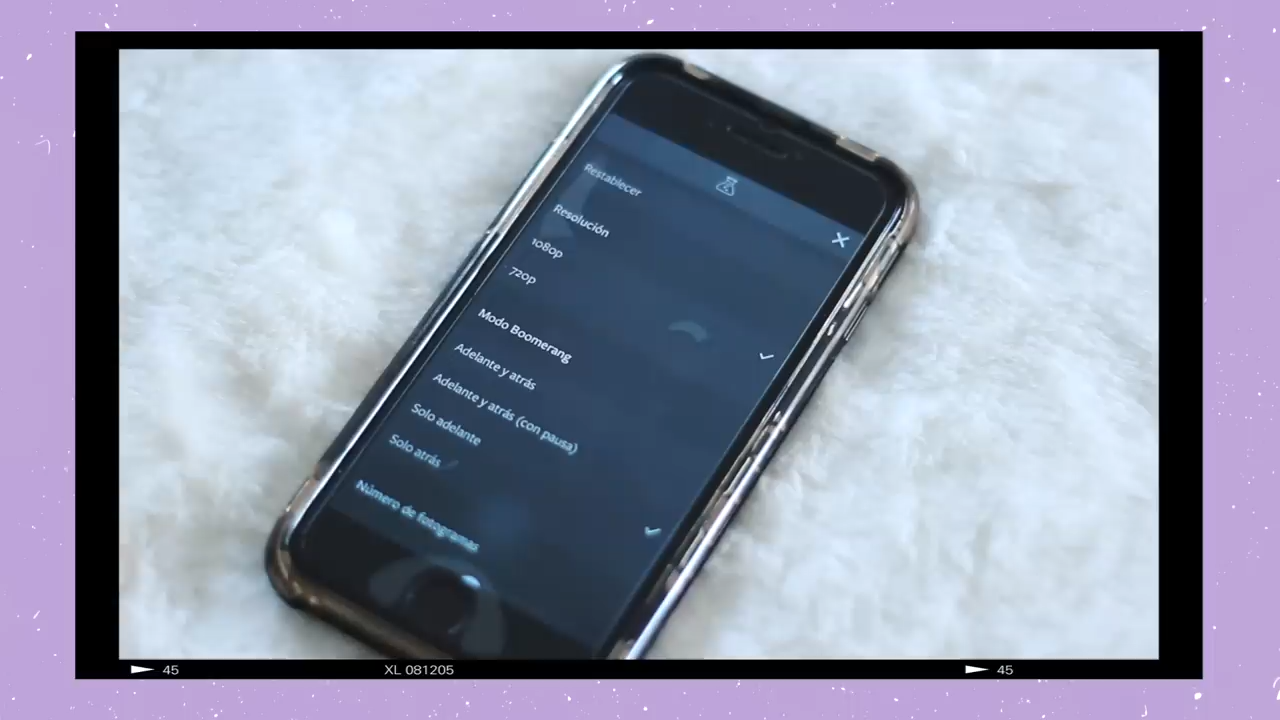 Restablecer
Resolución
1080p
720p
Modo Boomerang
Adelante y atrás
Adelante y atrás (con pausa)
Solo adelante
Solo atrás
Número de fotogramas
45
XL 081205
45